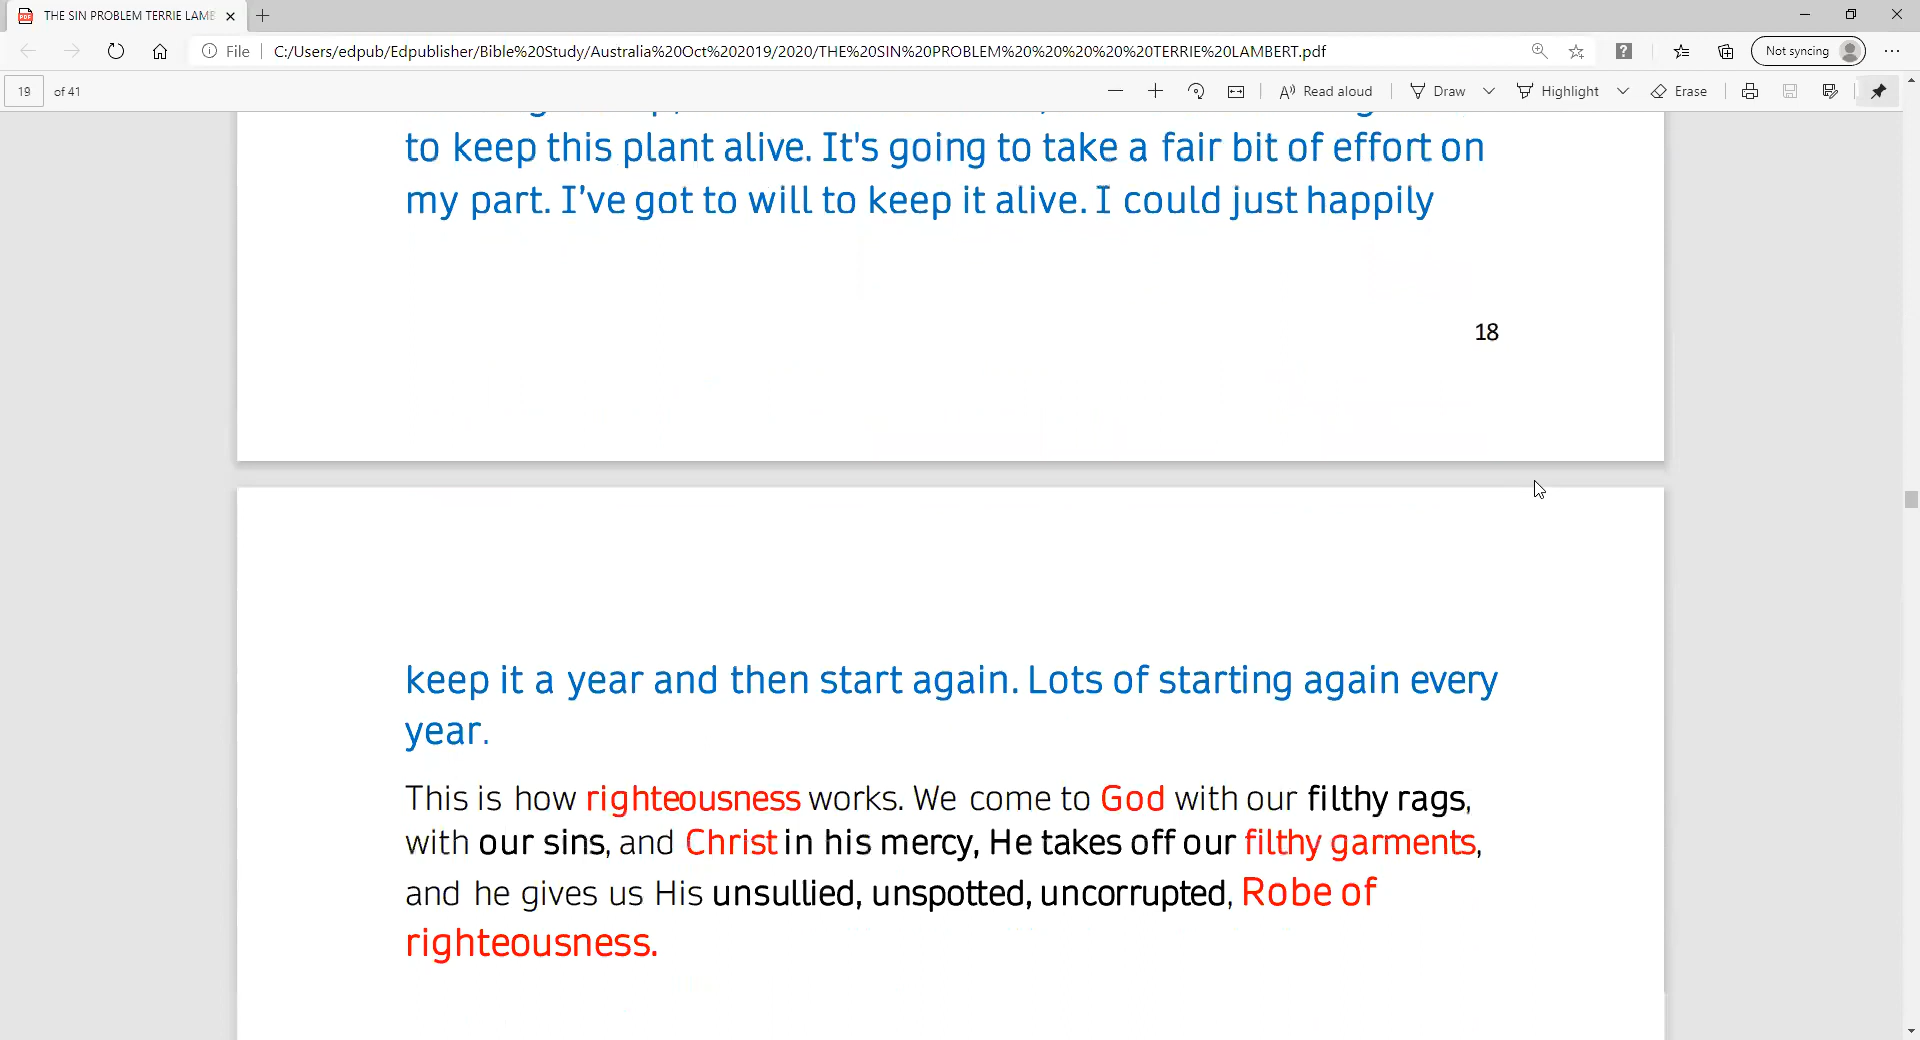 THE SIN PROBLEM TERRIE LAMB
File
C:/Users/edpub/Edpublisher/Bible%20Study/Australia%20Oct%202019/2020/THE%20SIN%20PROBLEM%20%20%20%20%20TERRIE%20LAMBERT.pdf
Not syncing
19 of 41
Read aloud
Draw
Highlight
Erase
to keep this plant alive. It's going to take a fair bit of effort on
my part. I’ve got to will to keep it alive. I could just happily
18
keep it a year and then start again. Lots of starting again every
year.
This is how righteousness works. We come to God with our filthy rags,
with our sins, and Christ in his mercy, He takes off our filthy garments,
and he gives us His unsullied, unspotted, uncorrupted, Robe of
righteousness.